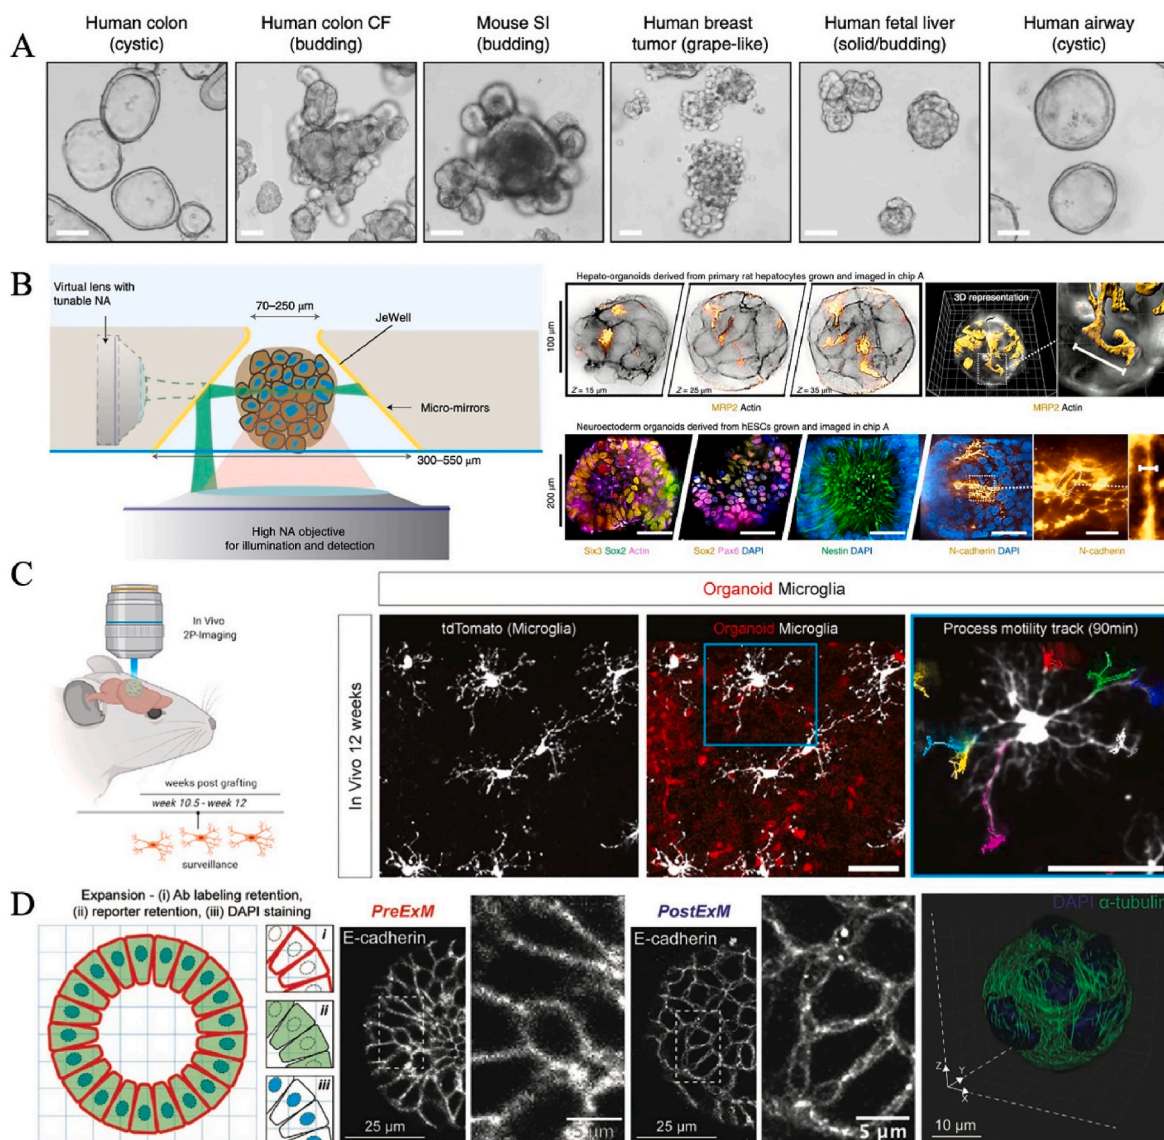 A
Human colon
(cystic)
Human colon CF
(budding)
Mouse SI
(budding)
Human breast
tumor (grape-like)
Human fetal liver
(solid/budding)
Human airway
(cystic)
B
Virtual lens with
tunable NA
70–250 μm
JeWell
Micro-mirrors
300–550 μm
High NA objective
for illumination and detection
Hepato-organoids derived from primary rat hepatocytes grown and imaged in chip A
100 μm
Z = 15 μm
Z = 25 μm
Z = 35 μm
3D representation
MRP2 Actin
MRP2 Actin
Neuroectoderm organoids derived from hESCs grown and imaged in chip A
200 μm
Six3 Sox2 Actin
Sox2 Pax6 DAPI
Nestin DAPI
N-cadherin DAPI
N-cadherin
C
In Vivo
2P-Imaging
weeks post grafting
week 10.5 - week 12
surveillance
Organoid Microglia
In Vivo 12 weeks
tdTomato (Microglia)
Organoid Microglia
Process motility track (90min)
D
Expansion - (i) Ab labeling retention,
(ii) reporter retention, (iii) DAPI staining
i
ii
iii
PreExM
E-cadherin
25 μm
5 μm
PostExM
E-cadherin
25 μm
5 μm
DAPI α-tubulin
Z
Y
X
10 μm